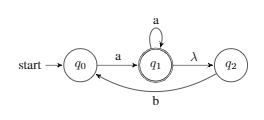 a
start q₀ a q₁ λ q₂
b